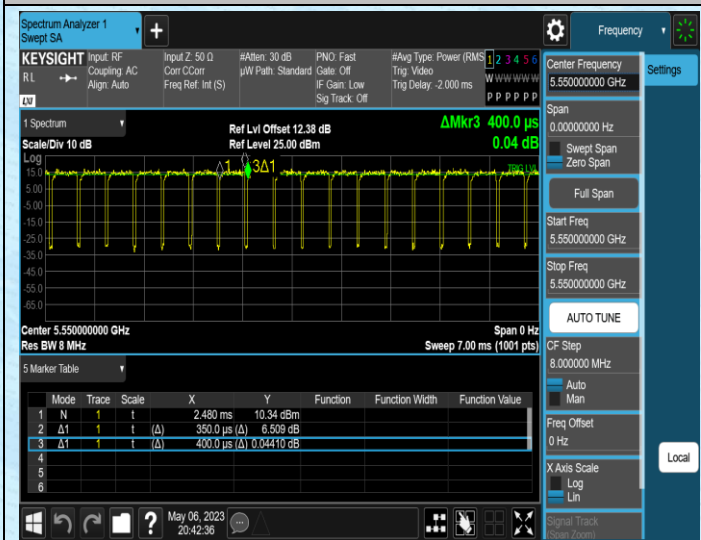 Spectrum Analyzer 1
Swept SA
+
Frequency
KEYSIGHT
RL
LXI
Input: RF
Coupling: AC
Align: Auto
Input Z: 50 Ω
Corr CCorr
Freq Ref: Int (S)
#Atten: 30 dB
µW Path: Standard
PNO: Fast
Gate: Off
IF Gain: Low
Sig Track: Off
#Avg Type: Power (RMS
Trig: Video
Trig Delay: -2.000 ms
1 2 3 4 5 6
W W W W W W
P P P P P P
1 Spectrum
Scale/Div 10 dB
Ref Lvl Offset 12.38 dB
Ref Level 25.00 dBm
ΔMkr3 400.0 µs
0.04 dB
Log
15.0
5.00
-5.00
-15.0
-25.0
-35.0
-45.0
-55.0
-65.0
1
3Δ1
TRIG LVL
Center 5.550000000 GHz
Res BW 8 MHz
Span 0 Hz
Sweep 7.00 ms (1001 pts)
5 Marker Table
Mode Trace Scale X Y Function Function Width Function Value
1 N 1 t 2.480 ms 10.34 dBm
2 Δ1 1 t (Δ) 350.0 µs (Δ) 6.509 dB
3 Δ1 1 t (Δ) 400.0 µs (Δ) 0.04410 dB
4
5
6
?
May 06, 2023
20:42:36
Center Frequency
5.550000000 GHz
Span
0.00000000 Hz
Swept Span
Zero Span
Full Span
Start Freq
5.550000000 GHz
Stop Freq
5.550000000 GHz
AUTO TUNE
CF Step
8.000000 MHz
Auto
Man
Freq Offset
0 Hz
X Axis Scale
Log
Lin
Signal Track
(Span Zoom)
Settings
Local